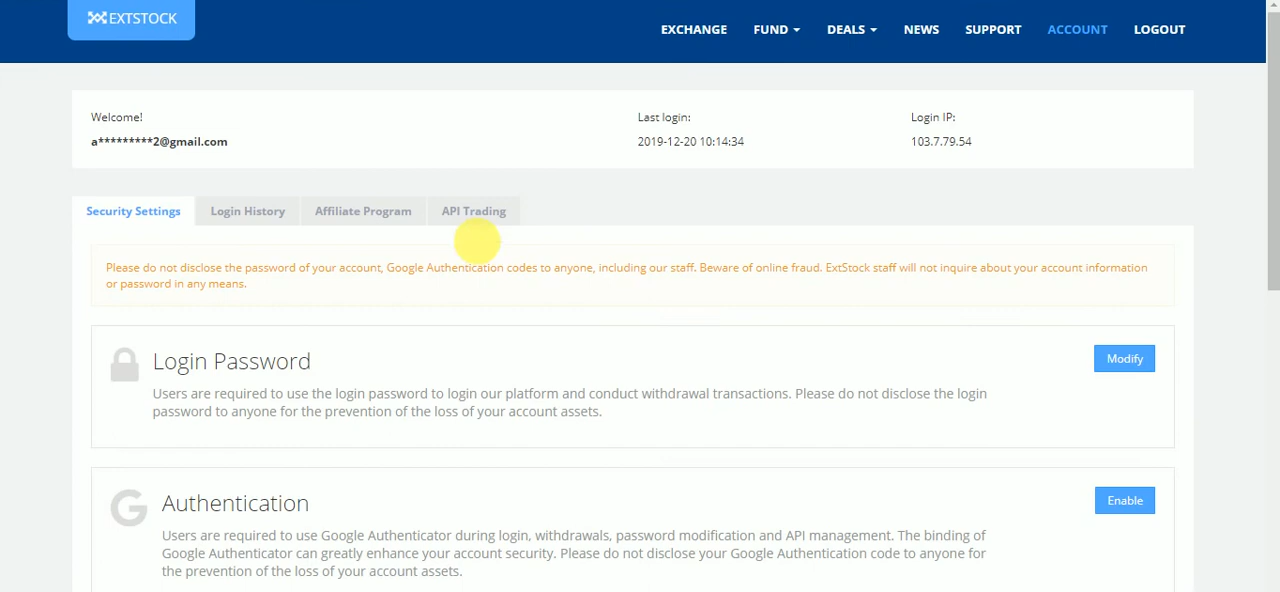 EXTSTOCK
EXCHANGE FUND DEALS NEWS SUPPORT ACCOUNT LOGOUT
Welcome! Last login: Login IP:
a*********2@gmail.com 2019-12-20 10:14:34 103.7.79.54
Security Settings Login History Affiliate Program API Trading
Please do not disclose the password of your account, Google Authentication codes to anyone, including our staff. Beware of online fraud. ExtStock staff will not inquire about your account information
or password in any means.
Login Password Modify
Users are required to use the login password to login our platform and conduct withdrawal transactions. Please do not disclose the login
password to anyone for the prevention of the loss of your account assets.
Authentication Enable
Users are required to use Google Authenticator during login, withdrawals, password modification and API management. The binding of
Google Authenticator can greatly enhance your account security. Please do not disclose your Google Authentication code to anyone for
the prevention of the loss of your account assets.